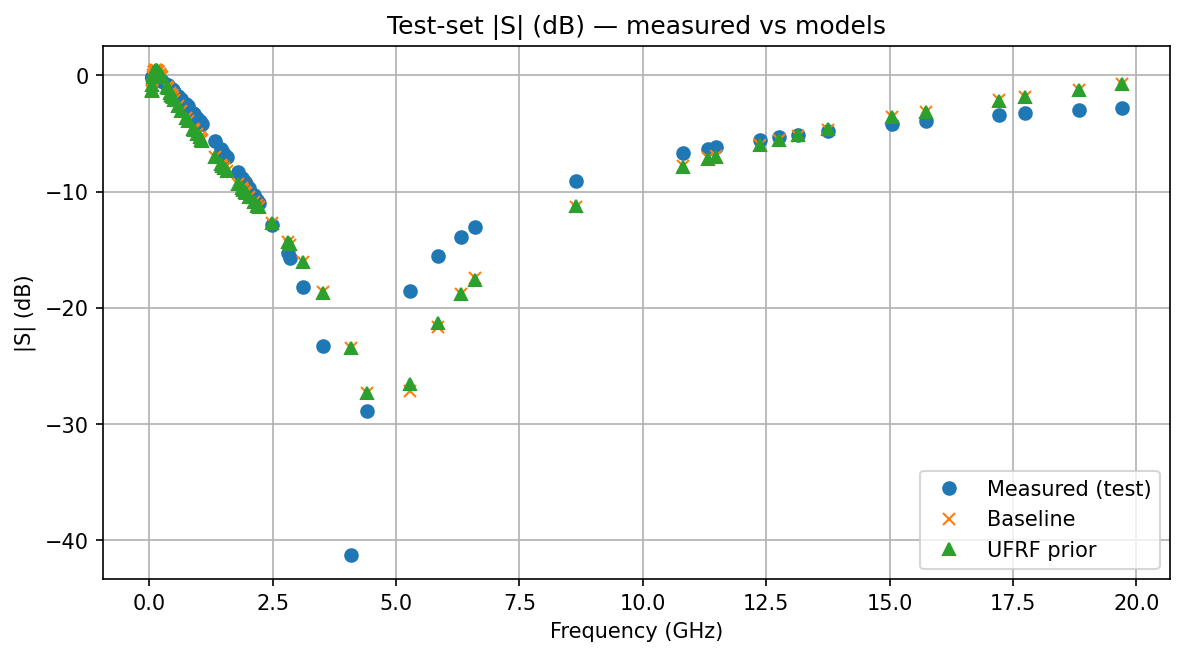 Test-set |S| (dB) — measured vs models
|S| (dB)
0
−10
−20
−30
−40
Measured (test)
Baseline
UFRF prior
0.0 2.5 5.0 7.5 10.0 12.5 15.0 17.5 20.0
Frequency (GHz)